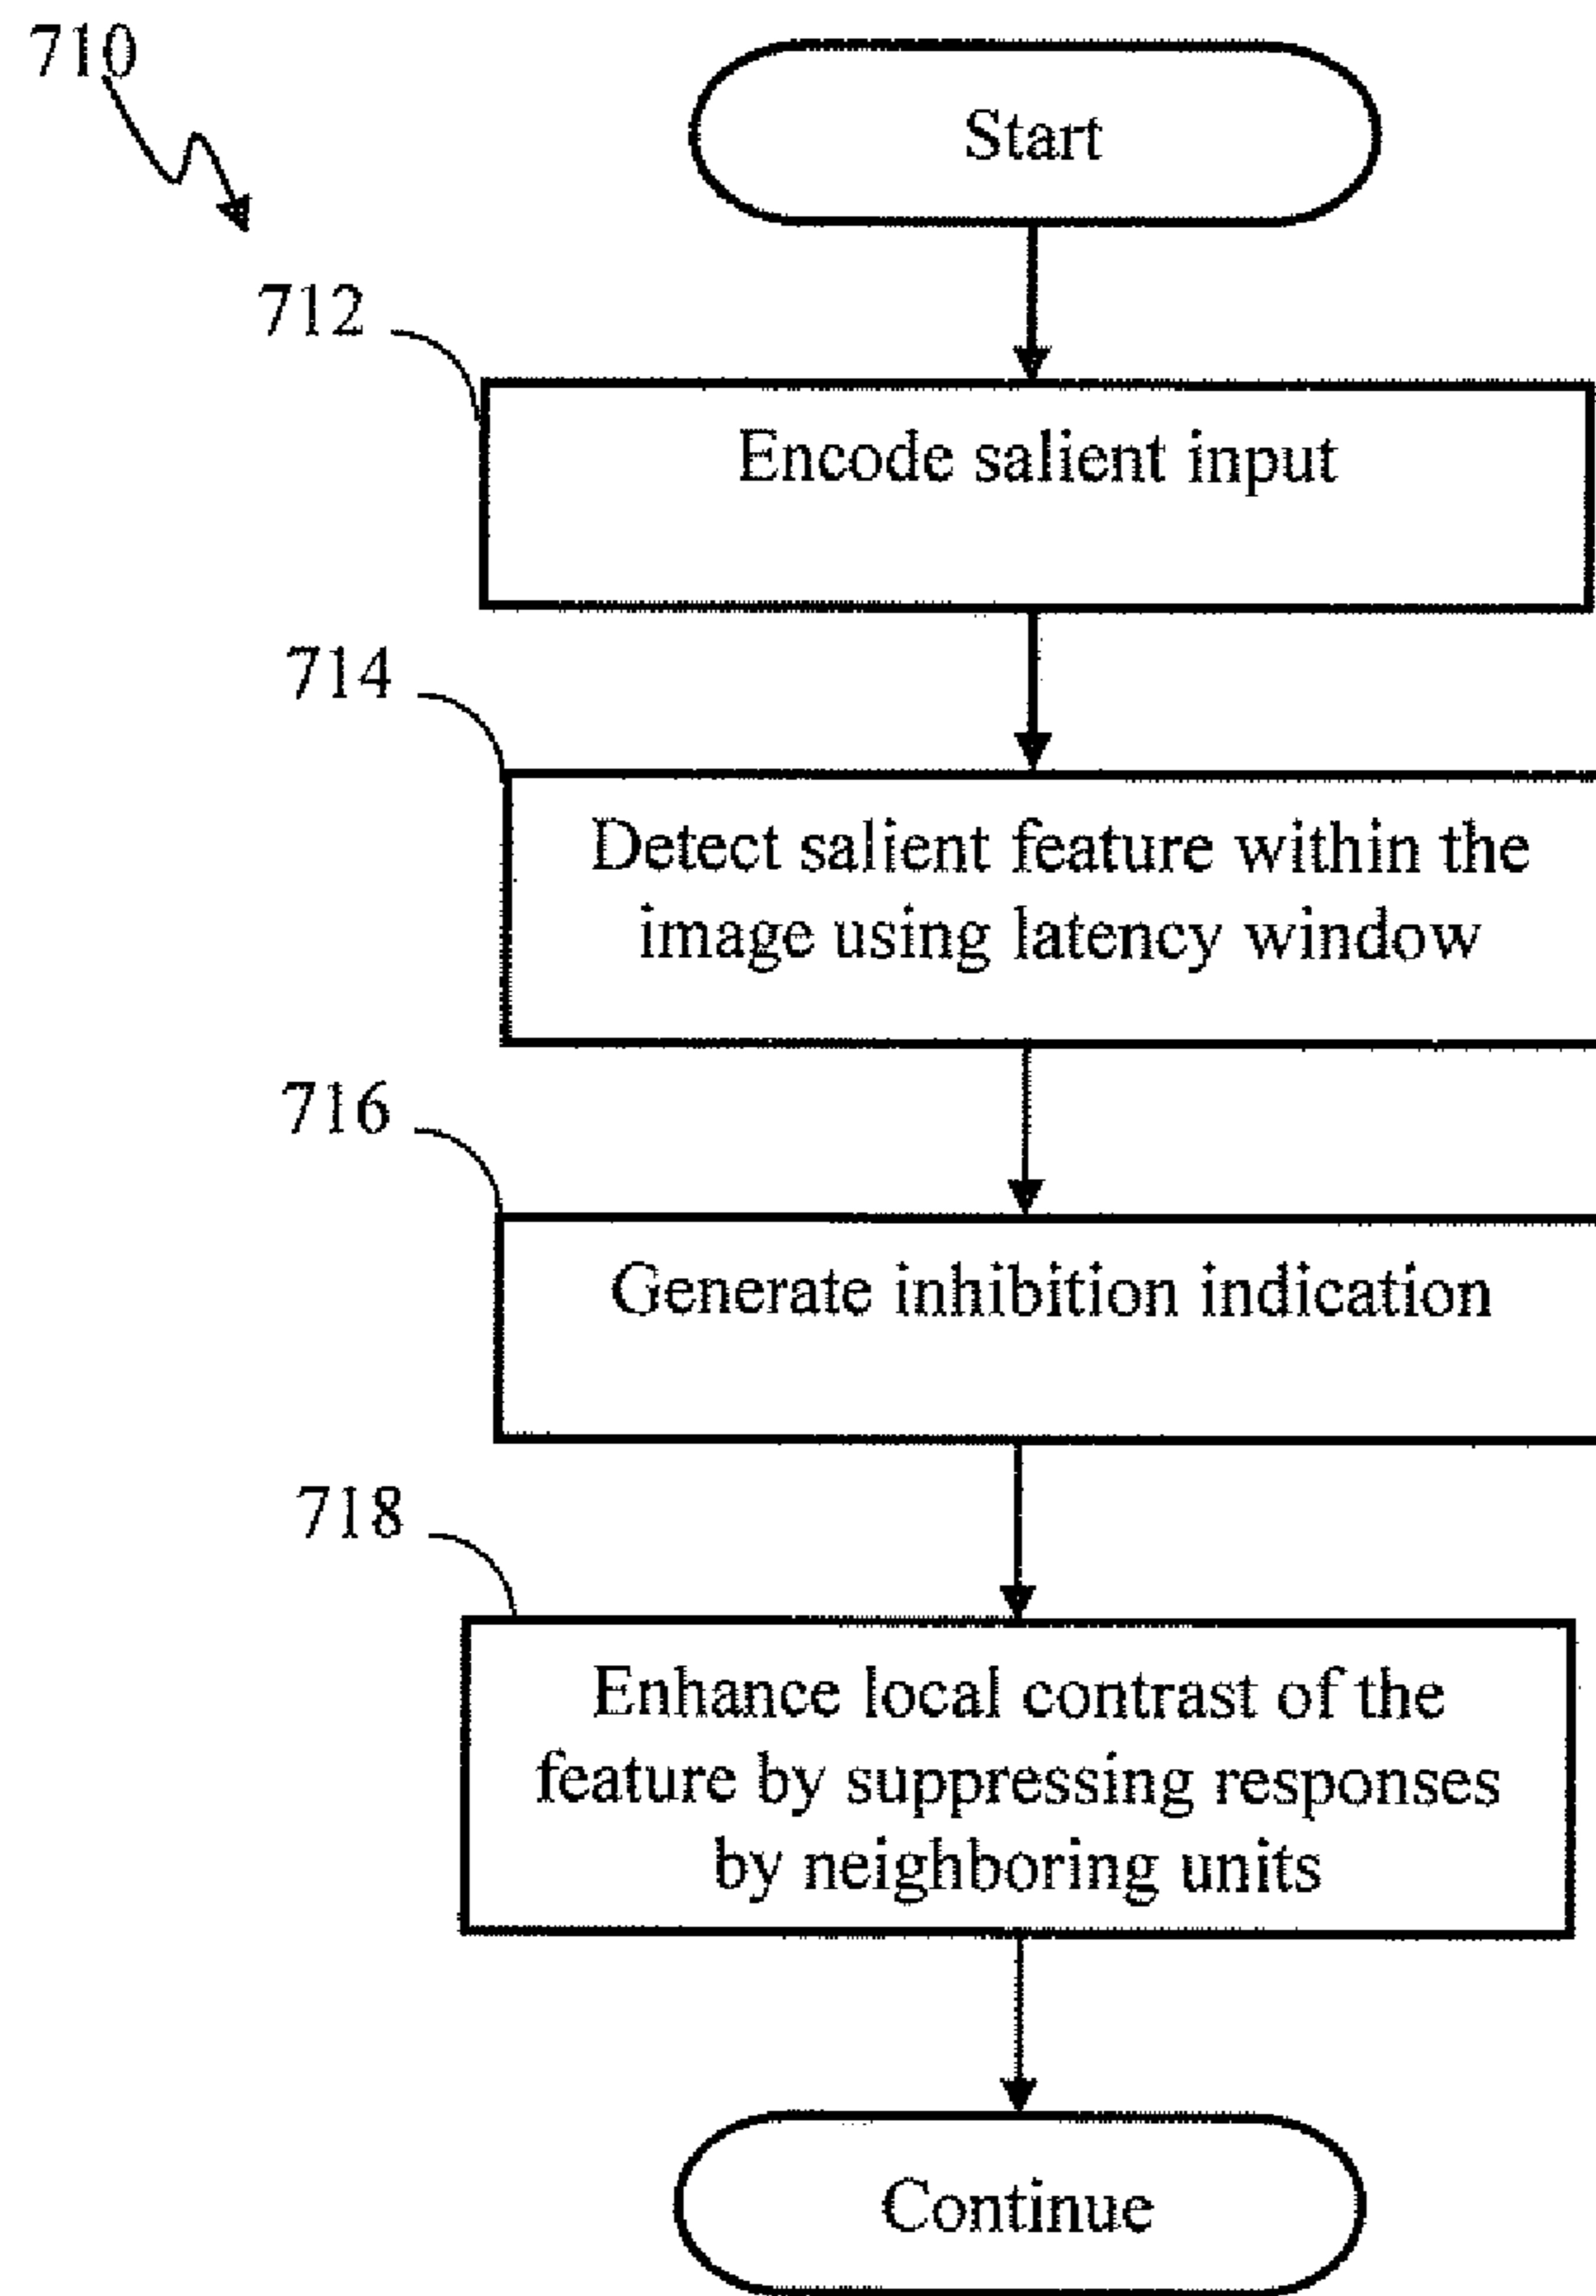 710
Start
712
Encode salient input
714
Detect salient feature within the
image using latency window
716
Generate inhibition indication
718
Enhance local contrast of the
feature by suppressing responses
by neighboring units
Continue